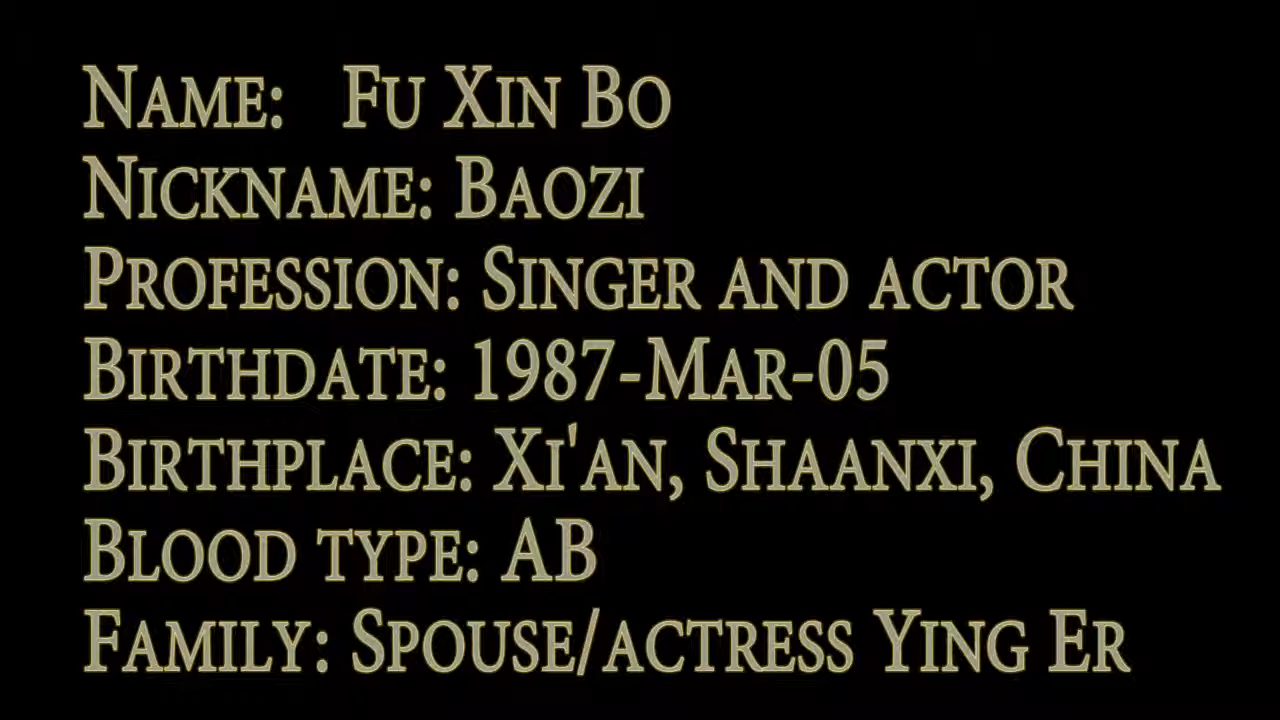 Name: Fu Xin Bo
Nickname: Baozi
Profession: Singer and actor
Birthdate: 1987-Mar-05
Birthplace: Xi'an, Shaanxi, China
Blood type: AB
Family: Spouse/actress Ying Er